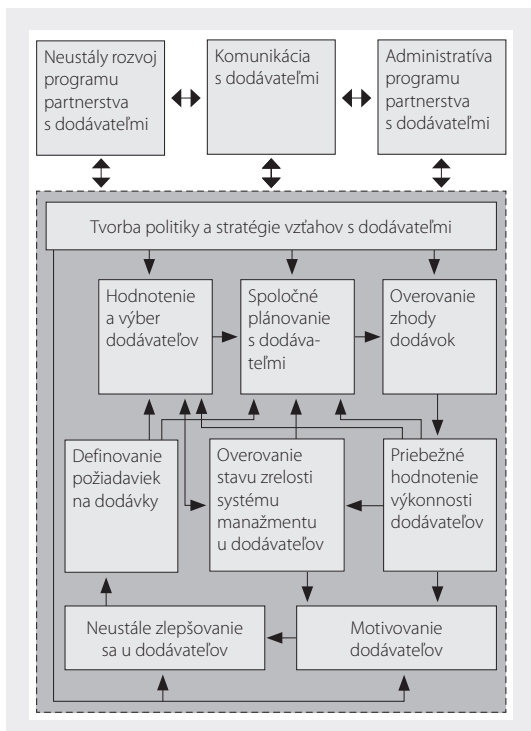 Neustály rozvoj
programu
partnerstva
s dodávateľmi
Komunikácia
s dodávateľmi
Administratíva
programu
partnerstva
s dodávateľmi
Tvorba politiky a stratégie vzťahov s dodávateľmi
Hodnotenie
a výber
dodávateľov
Spoločné
plánovanie
s dodáva-
teľmi
Overovanie
zhody
dodávok
Definovanie
požiadaviek
na dodávky
Overovanie
stavu zrelosti
systému
manažmentu
u dodávateľov
Priebežné
hodnotenie
výkonnosti
dodávateľov
Neustále zlepšovanie
sa u dodávateľov
Motivovanie
dodávateľov